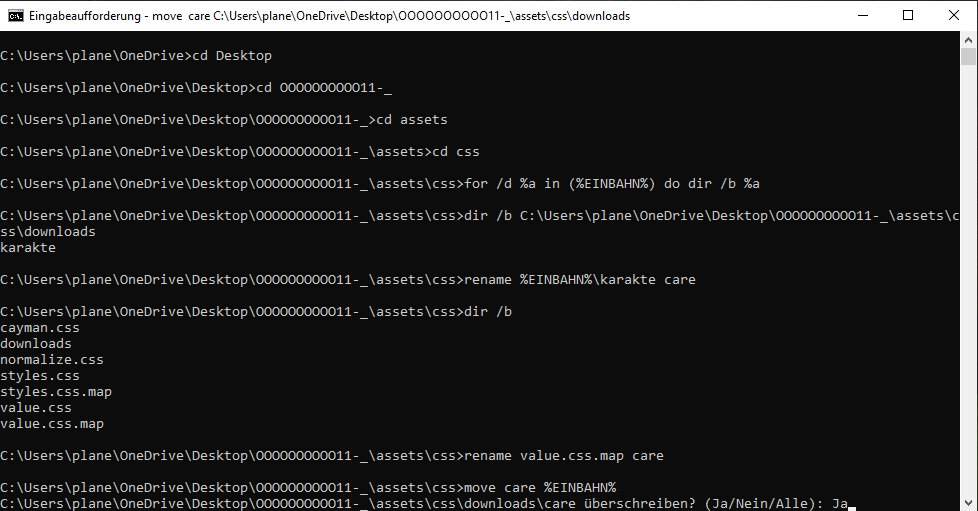 Eingabeaufforderung - move  care C:\Users\plane\OneDrive\Desktop\OOOOOOOOOO11-_\assets\css\downloads
C:\Users\plane\OneDrive>cd Desktop
C:\Users\plane\OneDrive\Desktop>cd OOOOOOOOOO11-_
C:\Users\plane\OneDrive\Desktop\OOOOOOOOOO11-_>cd assets
C:\Users\plane\OneDrive\Desktop\OOOOOOOOOO11-_\assets>cd css
C:\Users\plane\OneDrive\Desktop\OOOOOOOOOO11-_\assets\css>for /d %a in (%EINBAHN%) do dir /b %a
C:\Users\plane\OneDrive\Desktop\OOOOOOOOOO11-_\assets\css>dir /b C:\Users\plane\OneDrive\Desktop\OOOOOOOOOO11-_\assets\c
ss\downloads
karakte
C:\Users\plane\OneDrive\Desktop\OOOOOOOOOO11-_\assets\css>rename %EINBAHN%\karakte care
C:\Users\plane\OneDrive\Desktop\OOOOOOOOOO11-_\assets\css>dir /b
cayman.css
downloads
normalize.css
styles.css
styles.css.map
value.css
value.css.map
C:\Users\plane\OneDrive\Desktop\OOOOOOOOOO11-_\assets\css>rename value.css.map care
C:\Users\plane\OneDrive\Desktop\OOOOOOOOOO11-_\assets\css>move care %EINBAHN%
C:\Users\plane\OneDrive\Desktop\OOOOOOOOOO11-_\assets\css\downloads\care überschreiben? (Ja/Nein/Alle): Ja